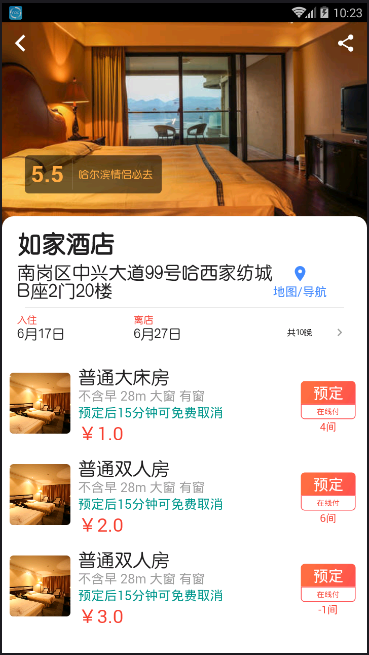 10:23
5.5 哈尔滨情侣必去
如家酒店
南岗区中兴大道99号哈西家纺城
B座2门20楼
地图/导航
入住 离店
6月17日 6月27日 共10晚
普通大床房
不含早 28m 大窗 有窗
预定后15分钟可免费取消
￥1.0
预定
在线付
4间
普通双人房
不含早 28m 大窗 有窗
预定后15分钟可免费取消
￥2.0
预定
在线付
6间
普通双人房
不含早 28m 大窗 有窗
预定后15分钟可免费取消
￥3.0
预定
在线付
-1间